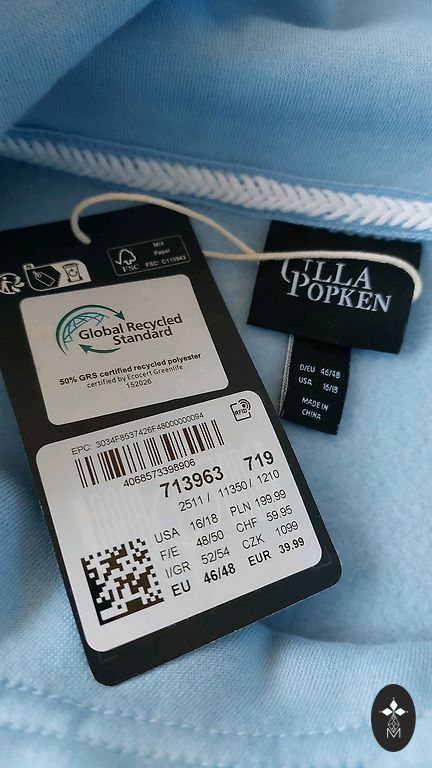 MIX
Paper
FSC
FSC C110943
Global Recycled
Standard
50% GRS certified recycled polyester
certified by Ecocert Greenlife
152026
EPC: 3034F8537426F48000000094
RFID
4068573398906
713963 719
2511 / 11350 / 1210
USA 16/18 PLN 199.99
F/E 48/50 CHF 59.95
I/GR 52/54 CZK 1099
EU 46/48 EUR 39.99
ULLA
POPKEN
D/EU 46/48
USA 16/18
MADE IN
CHINA
M